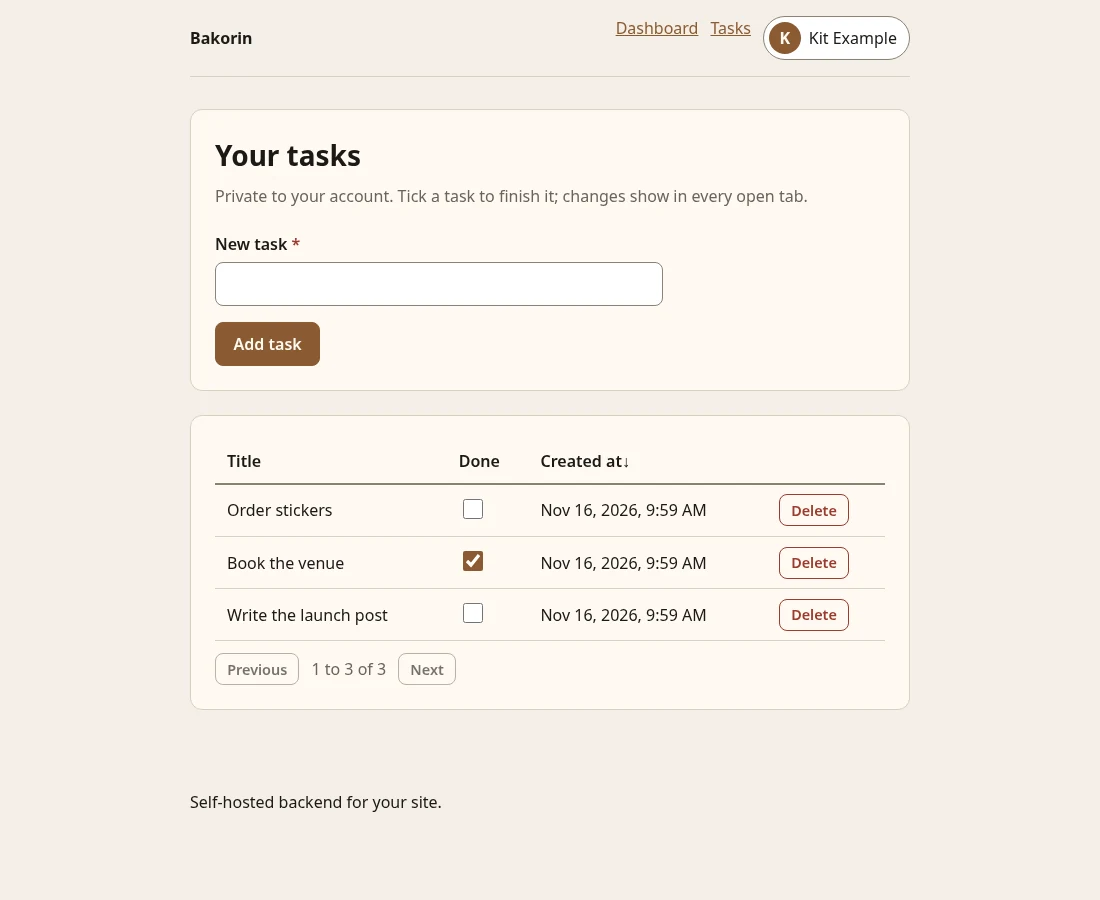 Bakorin
Dashboard Tasks K Kit Example
Your tasks
Private to your account. Tick a task to finish it; changes show in every open tab.
New task *
Add task
Title Done Created at↓
Order stickers Nov 16, 2026, 9:59 AM Delete
Book the venue Nov 16, 2026, 9:59 AM Delete
Write the launch post Nov 16, 2026, 9:59 AM Delete
Previous 1 to 3 of 3 Next
Self-hosted backend for your site.